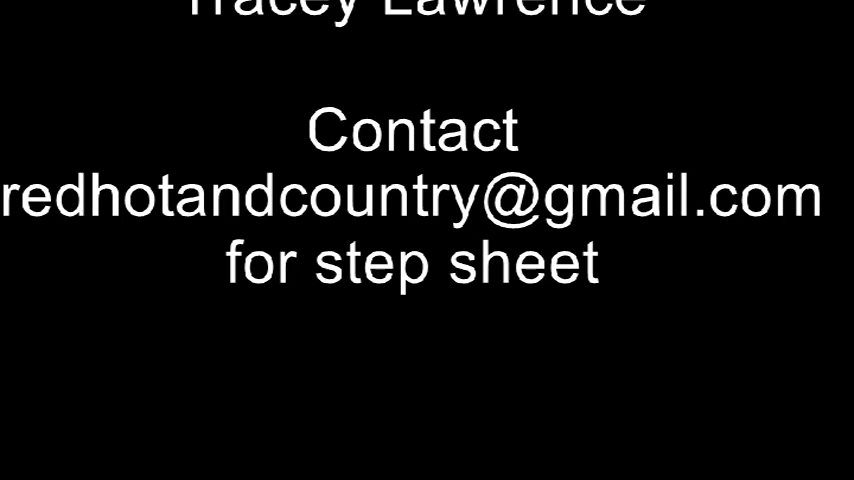 Tracey Lawrence
Contact
redhotandcountry@gmail.com
for step sheet